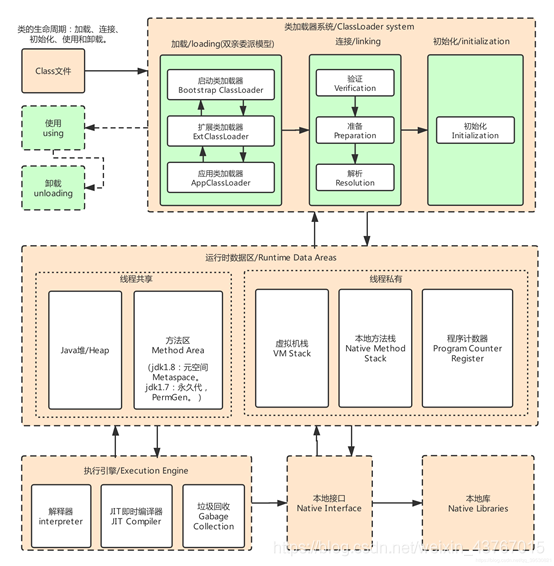 类的生命周期：加载、连接、
初始化、使用和卸载。
Class文件
使用
using
卸载
unloading
类加载器系统/ClassLoader system
加载/loading(双亲委派模型)
启动类加载器
Bootstrap ClassLoader
扩展类加载器
ExtClassLoader
应用类加载器
AppClassLoader
连接/linking
验证
Verification
准备
Preparation
解析
Resolution
初始化/initialization
初始化
Initialization
运行时数据区/Runtime Data Areas
线程共享
Java堆/Heap
方法区
Method Area
(jdk1.8：元空间
Metaspace。
jdk1.7：永久代，
PermGen。)
线程私有
虚拟机栈
VM Stack
本地方法栈
Native Method
Stack
程序计数器
Program Counter
Register
执行引擎/Execution Engine
解释器
interpreter
JIT即时编译器
JIT Compiler
垃圾回收
Gabage
Collection
本地接口
Native Interface
本地库
Native Libraries
https://blog.csdn.net/weixin_43767015